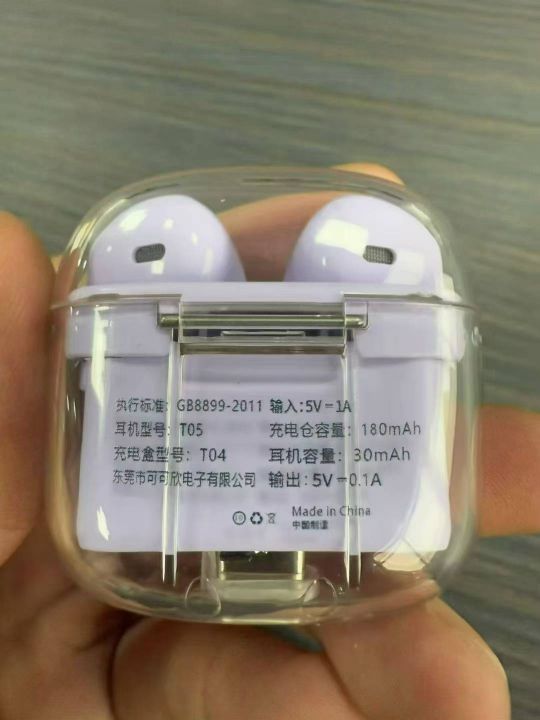 执行标准: GB8899-2011 输入:5V=1A
耳机型号: T05 充电仓容量: 180mAh
充电盒型号: T04 耳机容量: 30mAh
东莞市可可欣电子有限公司 输出:5V=0.1A
Made in China
中国制造